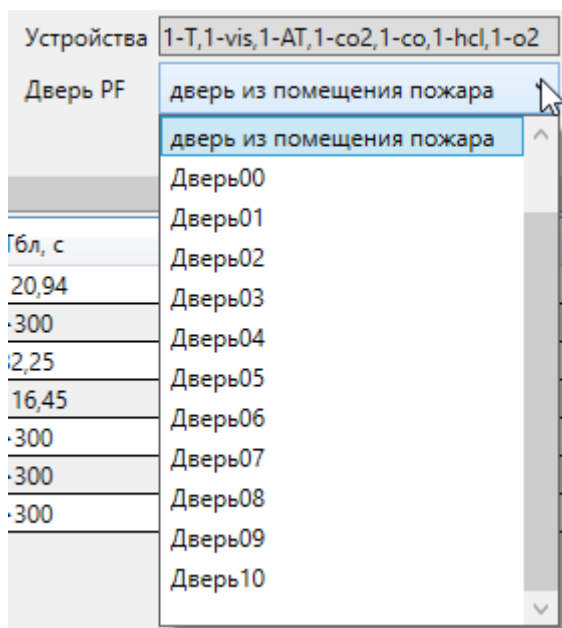 Устройства 1-T,1-vis,1-AT,1-co2,1-co,1-hcl,1-o2
Дверь PF дверь из помещения пожара
дверь из помещения пожара
Дверь00
Дверь01
Тбл, с
Дверь02
20,94
Дверь03
300
Дверь04
32,25
Дверь05
16,45
Дверь06
300
Дверь07
300
Дверь08
300
Дверь09
Дверь10